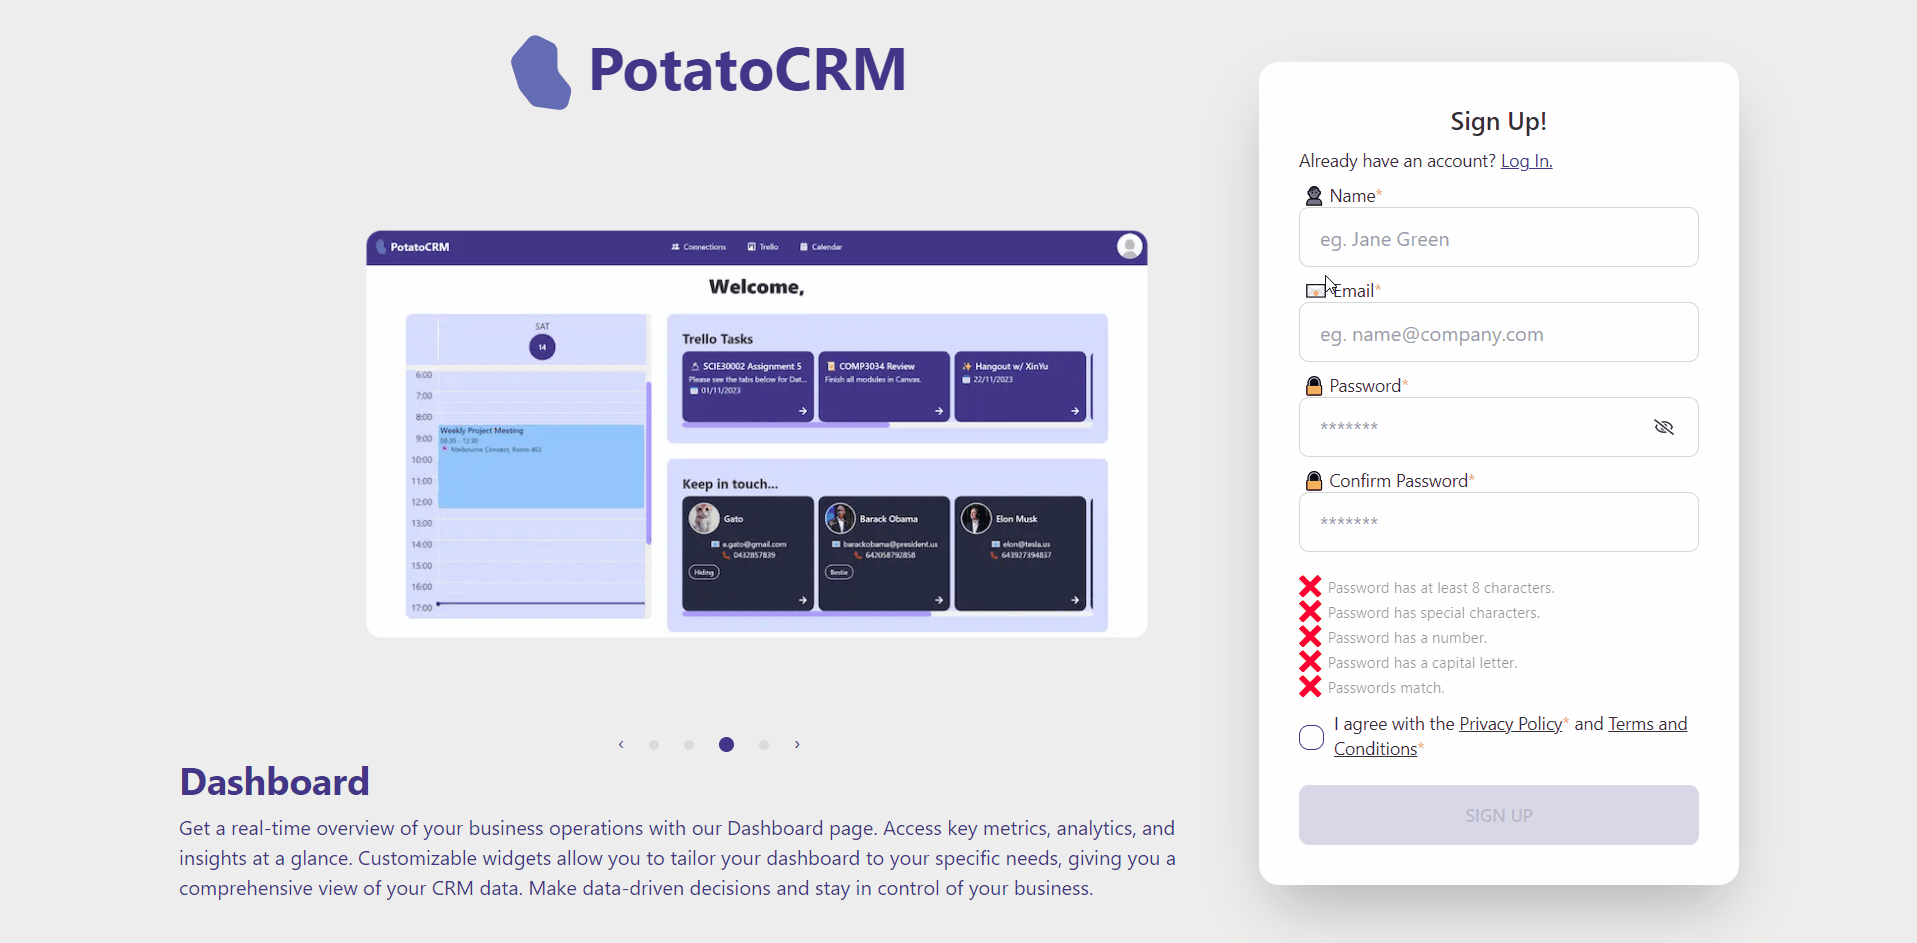 PotatoCRM
PotatoCRM
Connections
Trello
Calendar
Welcome,
SAT
14
6:00
7:00
8:00
9:00
10:00
11:00
12:00
13:00
14:00
15:00
16:00
17:00
Weekly Project Meeting
08:30 - 12:30
Melbourne Connect, Room 402
Trello Tasks
SCIE30002 Assignment 5
Please see the tabs below for Dat...
01/11/2023
COMP3034 Review
Finish all modules in Canvas.
Hangout w/ XinYu
22/11/2023
Keep in touch...
Gato
e.gato@gmail.com
0432857839
Hiding
Barack Obama
barackobama@president.us
642058792858
Bestie
Elon Musk
elon@tesla.us
643927394837
Dashboard
Get a real-time overview of your business operations with our Dashboard page. Access key metrics, analytics, and
insights at a glance. Customizable widgets allow you to tailor your dashboard to your specific needs, giving you a
comprehensive view of your CRM data. Make data-driven decisions and stay in control of your business.
Sign Up!
Already have an account? Log In.
Name*
eg. Jane Green
Email*
eg. name@company.com
Password*
*******
Confirm Password*
*******
Password has at least 8 characters.
Password has special characters.
Password has a number.
Password has a capital letter.
Passwords match.
I agree with the Privacy Policy* and Terms and
Conditions*
SIGN UP